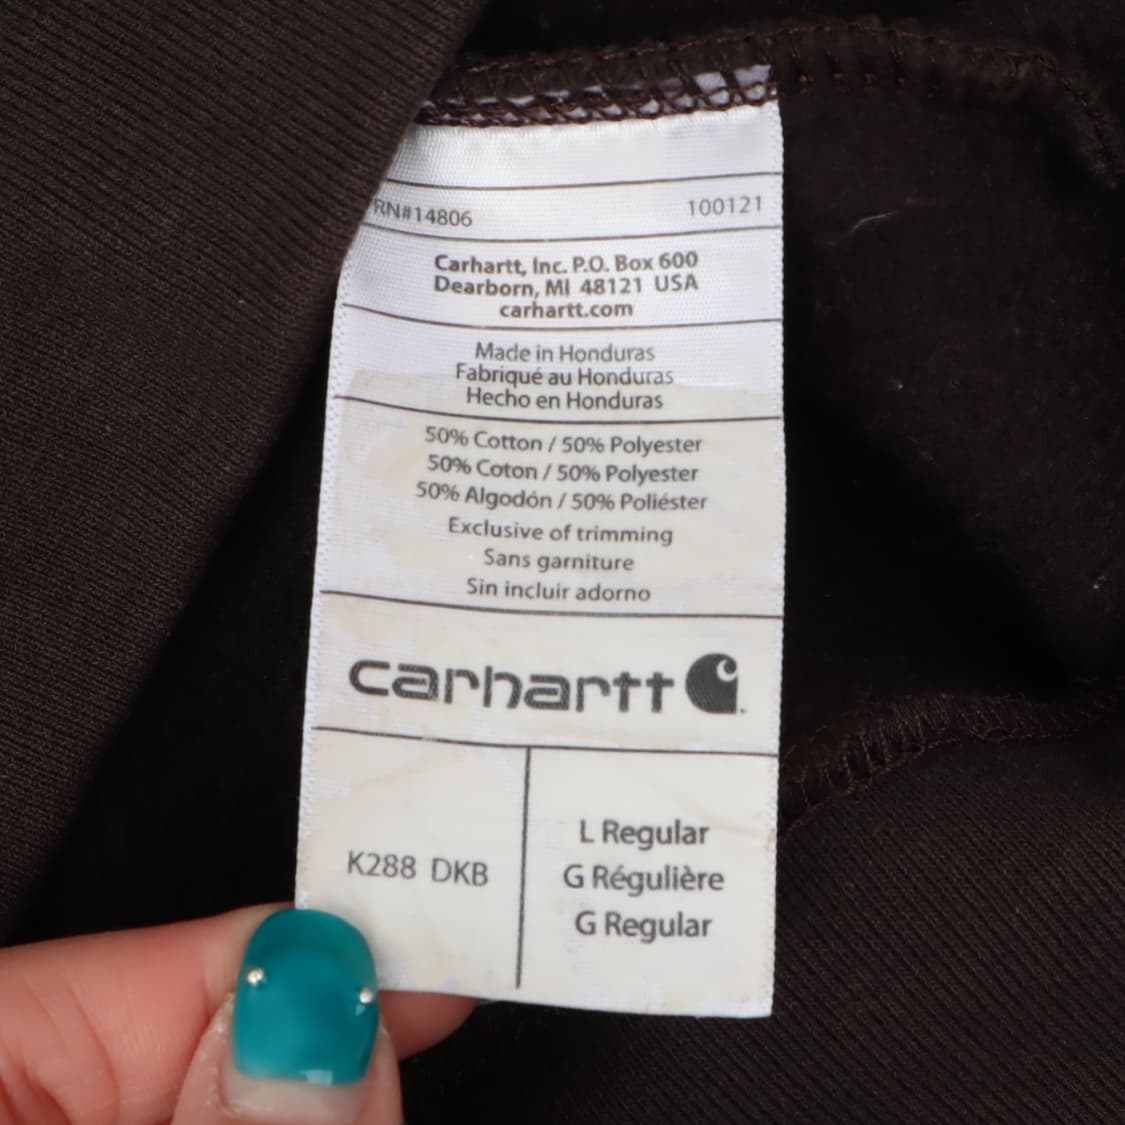 RN#14806 100121
Carhartt, Inc. P.O. Box 600
Dearborn, MI 48121 USA
carhartt.com
Made in Honduras
Fabriqué au Honduras
Hecho en Honduras
50% Cotton / 50% Polyester
50% Coton / 50% Polyester
50% Algodón / 50% Poliéster
Exclusive of trimming
Sans garniture
Sin incluir adorno
carhartt
K288 DKB
L Regular
G Régulière
G Regular